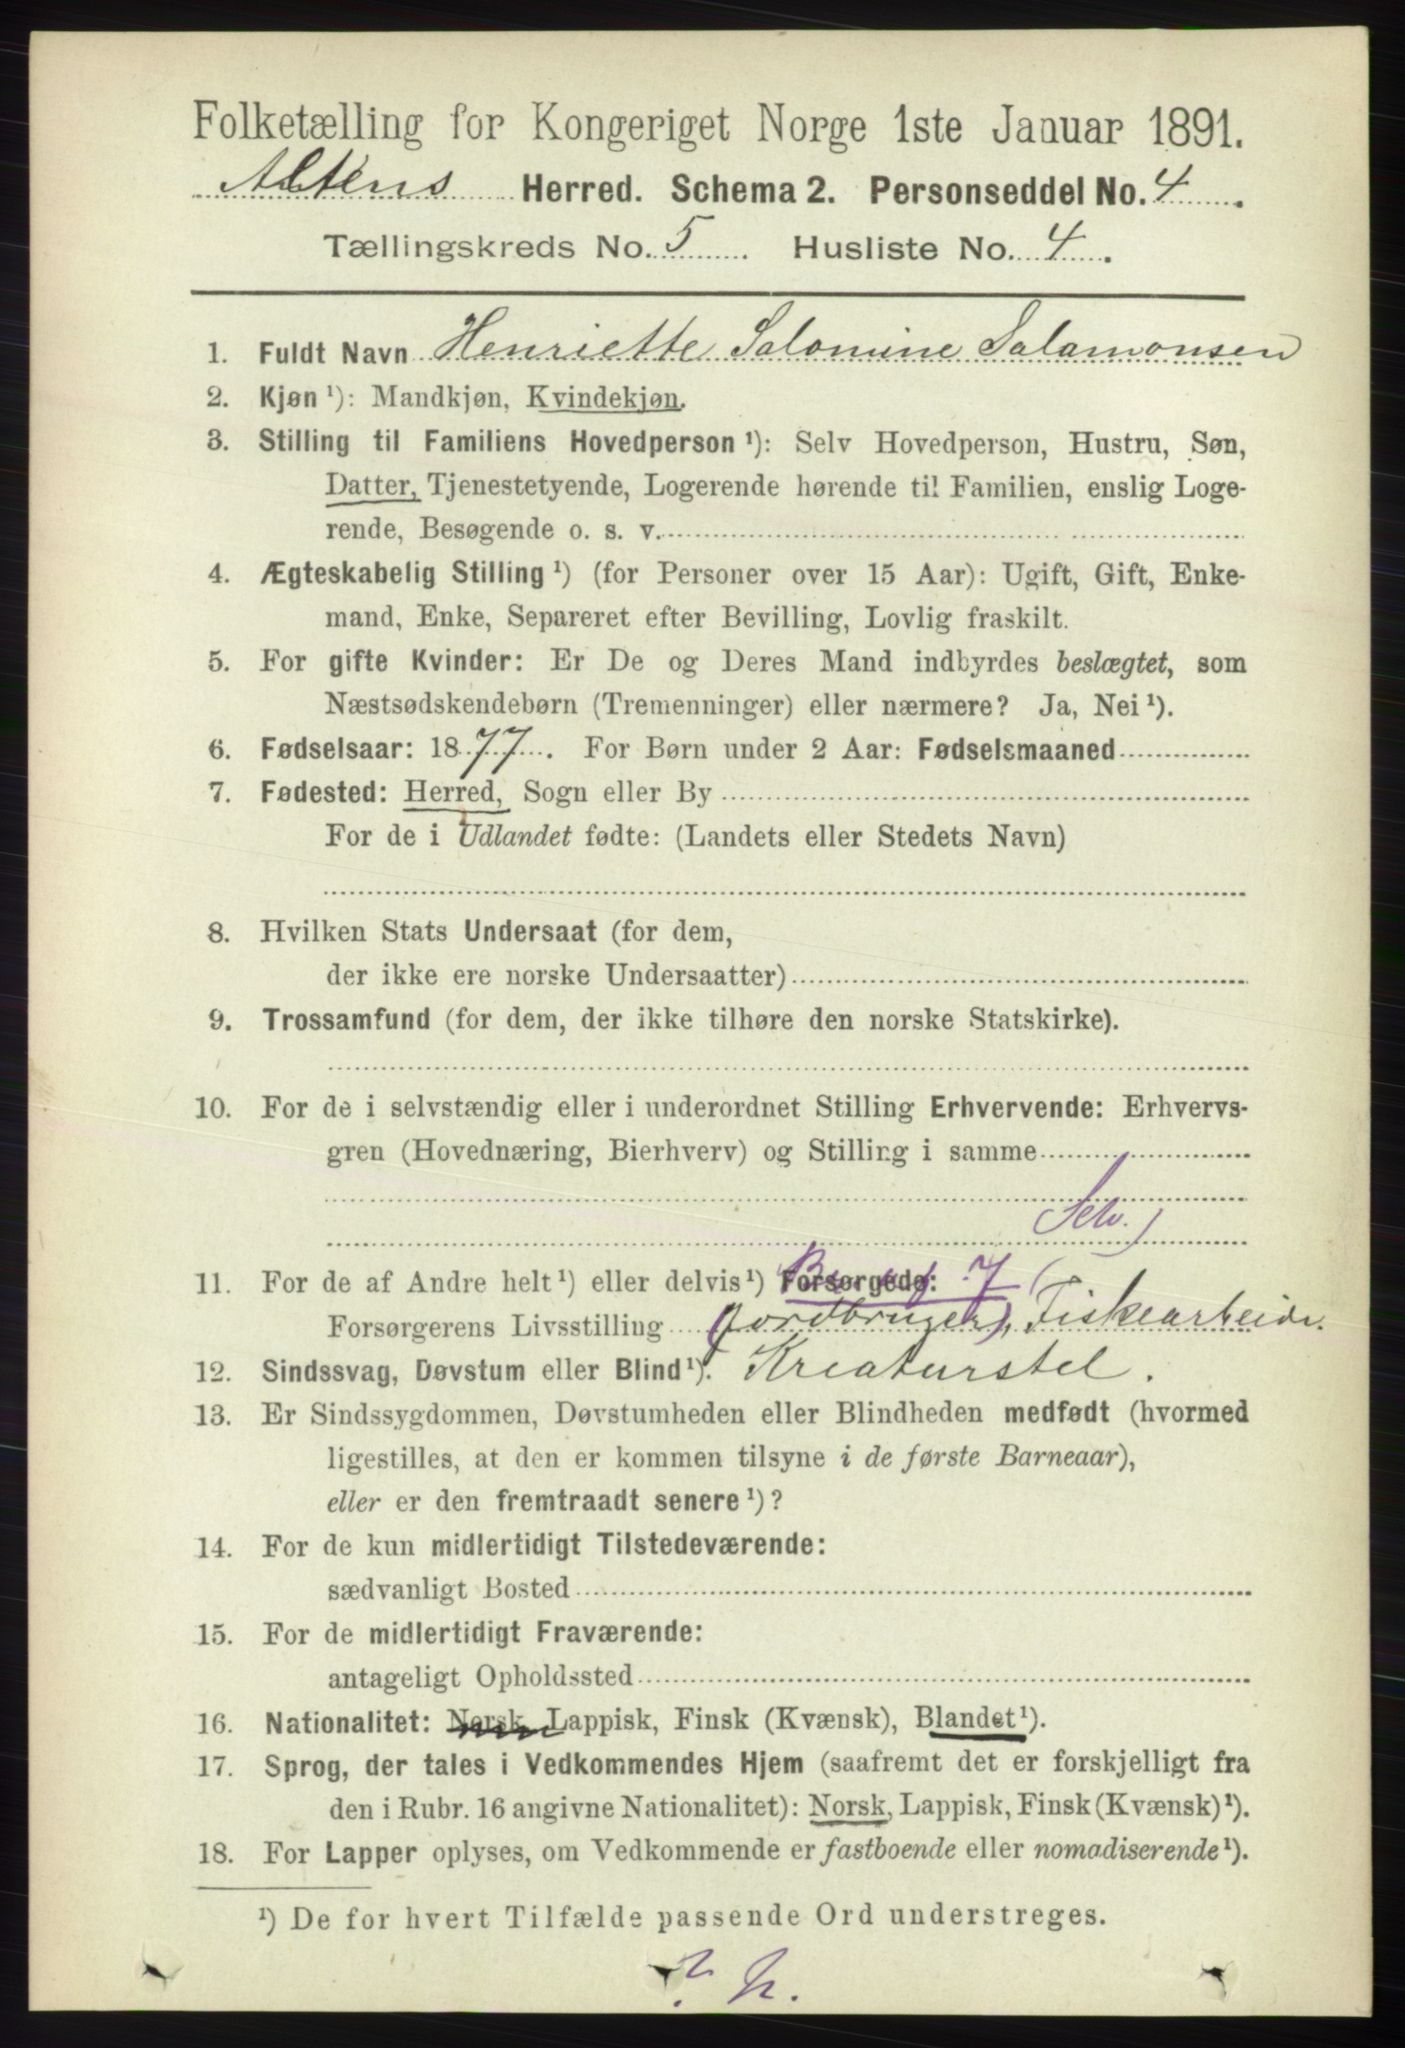 Folketælling for Kongeriget Norge 1ste Januar 1891.
Altens Herred. Schema 2. Personseddel No. 4
Tællingskreds No. 5 Husliste No. 4
1. Fuldt Navn Henriette Salomine Salamonsen
2. Kjøn ¹): Mandkjøn, Kvindekjøn.
3. Stilling til Familiens Hovedperson ¹): Selv Hovedperson, Hustru, Søn,
Datter, Tjenestetyende, Logerende hørende til Familien, enslig Loge-
rende, Besøgende o. s. v.
4. Ægteskabelig Stilling ¹) (for Personer over 15 Aar): Ugift, Gift, Enke-
mand, Enke, Separeret efter Bevilling, Lovlig fraskilt.
5. For gifte Kvinder: Er De og Deres Mand indbyrdes beslægtet, som
Næstsødskendebørn (Tremenninger) eller nærmere? Ja, Nei ¹).
6. Fødselsaar: 1877. For Børn under 2 Aar: Fødselsmaaned
7. Fødested: Herred, Sogn eller By
For de i Udlandet fødte: (Landets eller Stedets Navn)
8. Hvilken Stats Undersaat (for dem,
der ikke ere norske Undersaatter)
9. Trossamfund (for dem, der ikke tilhøre den norske Statskirke).
10. For de i selvstændig eller i underordnet Stilling Erhvervende: Erhvervs-
gren (Hovednæring, Bierhverv) og Stilling i samme
Selv.)
11. For de af Andre helt ¹) eller delvis ¹) Forsørgede: 7 (
Forsørgerens Livsstilling (Jordbruger), Fiskearbeide.
12. Sindssvag, Døvstum eller Blind ¹). Kreaturstel.
13. Er Sindssygdommen, Døvstumheden eller Blindheden medfødt (hvormed
ligestilles, at den er kommen tilsyne i de første Barneaar),
eller er den fremtraadt senere ¹)?
14. For de kun midlertidigt Tilstedeværende:
sædvanligt Bosted
15. For de midlertidigt Fraværende:
antageligt Opholdssted
16. Nationalitet: Norsk, Lappisk, Finsk (Kvænsk), Blandet ¹).
17. Sprog, der tales i Vedkommendes Hjem (saafremt det er forskjelligt fra
den i Rubr. 16 angivne Nationalitet): Norsk, Lappisk, Finsk (Kvænsk) ¹).
18. For Lapper oplyses, om Vedkommende er fastboende eller nomadiserende ¹).
¹) De for hvert Tilfælde passende Ord understreges.